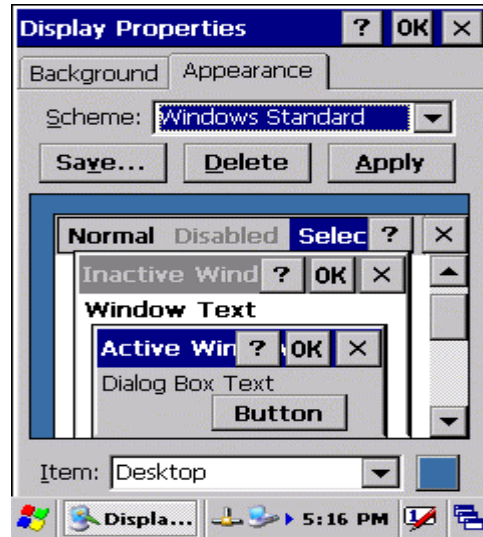 Display Properties ? OK ×
Background Appearance
Scheme: Windows Standard
Save... Delete Apply
Normal Disabled Selec ? ×
Inactive Wind ? OK ×
Window Text
Active Win ? OK ×
Dialog Box Text
Button
Item: Desktop
Displa... 5:16 PM